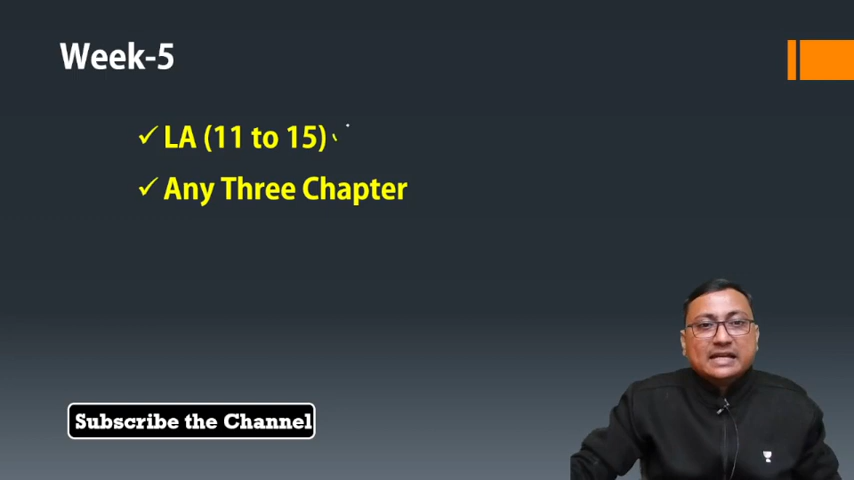 Week-5
✓ LA (11 to 15)
✓ Any Three Chapter
Subscribe the Channel